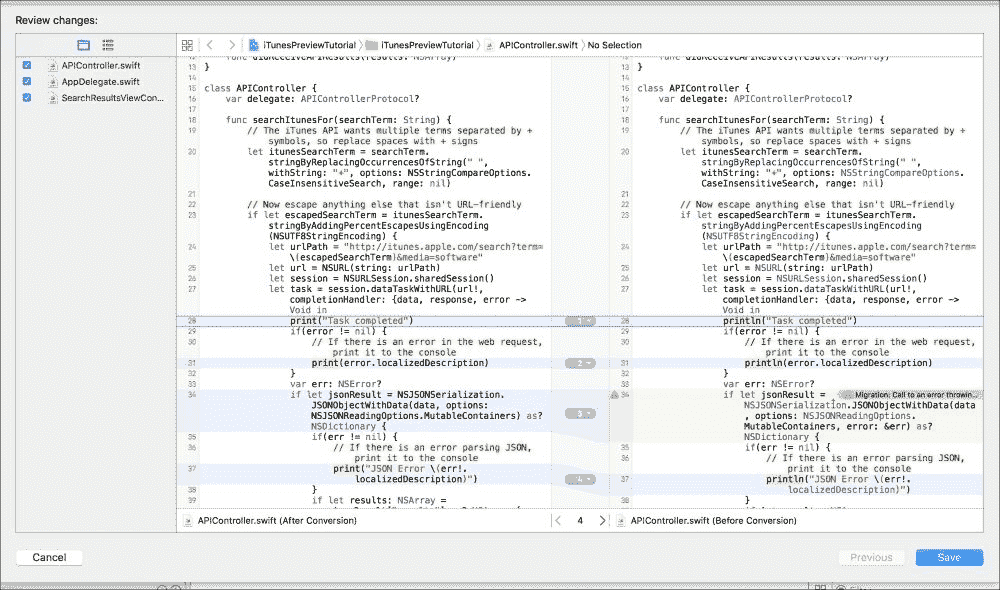 Review changes:
iTunesPreviewTutorial iTunesPreviewTutorial APIController.swift No Selection
APIController.swift
AppDelegate.swift
SearchResultsViewCon...
13 }
14
15 class APIController {
16 var delegate: APIControllerProtocol?
17
18 func searchItunesFor(searchTerm: String) {
19 // The iTunes API wants multiple terms separated by +
symbols, so replace spaces with + signs
20 let itunesSearchTerm = searchTerm.
stringByReplacingOccurrencesOfString(" ",
withString: "+", options: NSStringCompareOptions.
CaseInsensitiveSearch, range: nil)
21
22 // Now escape anything else that isn't URL-friendly
23 if let escapedSearchTerm = itunesSearchTerm.
stringByAddingPercentEscapesUsingEncoding
(NSUTF8StringEncoding) {
24 let urlPath = "http://itunes.apple.com/search?term=
\(escapedSearchTerm)&media=software"
25 let url = NSURL(string: urlPath)
26 let session = NSURLSession.sharedSession()
27 let task = session.dataTaskWithURL(url!,
completionHandler: {data, response, error ->
Void in
28 print("Task completed")
29 if(error != nil) {
30 // If there is an error in the web request,
print it to the console
31 print(error.localizedDescription)
32 }
33 var err: NSError?
34 if let jsonResult = NSJSONSerialization.
JSONObjectWithData(data, options:
NSJSONReadingOptions.MutableContainers) as?
NSDictionary {
35 if(err != nil) {
36 // If there is an error parsing JSON,
print it to the console
37 print("JSON Error \(err!.
localizedDescription)")
38 }
39 if let results: NSArray =
1
2
3
4
13 }
14
15 class APIController {
16 var delegate: APIControllerProtocol?
17
18 func searchItunesFor(searchTerm: String) {
19 // The iTunes API wants multiple terms separated by +
symbols, so replace spaces with + signs
20 let itunesSearchTerm = searchTerm.
stringByReplacingOccurrencesOfString(" ",
withString: "+", options: NSStringCompareOptions.
CaseInsensitiveSearch, range: nil)
21
22 // Now escape anything else that isn't URL-friendly
23 if let escapedSearchTerm = itunesSearchTerm.
stringByAddingPercentEscapesUsingEncoding
(NSUTF8StringEncoding) {
24 let urlPath = "http://itunes.apple.com/search?term=
\(escapedSearchTerm)&media=software"
25 let url = NSURL(string: urlPath)
26 let session = NSURLSession.sharedSession()
27 let task = session.dataTaskWithURL(url!,
completionHandler: {data, response, error ->
Void in
28 println("Task completed")
29 if(error != nil) {
30 // If there is an error in the web request,
print it to the console
31 println(error.localizedDescription)
32 }
33 var err: NSError?
34 if let jsonResult = Migration: Call to an error throwin...
NSJSONSerialization.JSONObjectWithData(data
, options: NSJSONReadingOptions.
MutableContainers, error: &err) as?
NSDictionary {
35 if(err != nil) {
36 // If there is an error parsing JSON,
print it to the console
37 println("JSON Error \(err!.
localizedDescription)")
38 }
APIController.swift (After Conversion)
4
APIController.swift (Before Conversion)
Cancel
Previous
Save